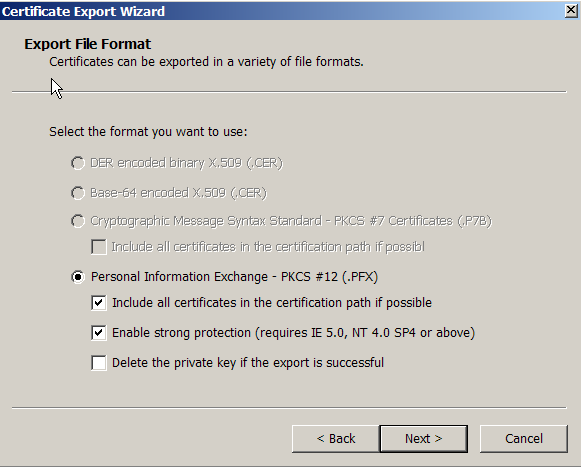 Certificate Export Wizard
Export File Format
Certificates can be exported in a variety of file formats.
Select the format you want to use:
DER encoded binary X.509 (.CER)
Base-64 encoded X.509 (.CER)
Cryptographic Message Syntax Standard - PKCS #7 Certificates (.P7B)
Include all certificates in the certification path if possibl
Personal Information Exchange - PKCS #12 (.PFX)
Include all certificates in the certification path if possible
Enable strong protection (requires IE 5.0, NT 4.0 SP4 or above)
Delete the private key if the export is successful
< Back Next > Cancel